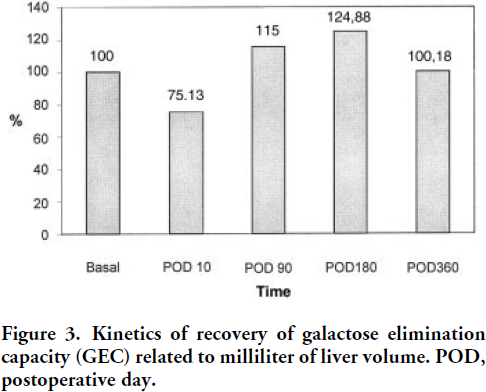 140
124,88
120
115
100,18
100
100
80
75.13
%
60
40
20
0
Basal POD 10 POD 90 POD180 POD360
Time
Figure 3. Kinetics of recovery of galactose elimination
capacity (GEC) related to milliliter of liver volume. POD,
postoperative day.